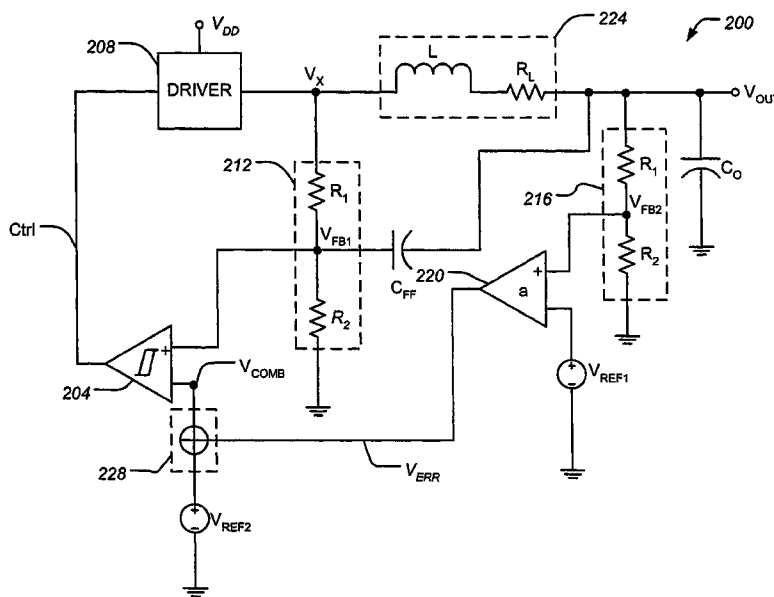 208
V_DD
224
200
DRIVER
V_X
L
R_L
V_OUT
212
R_1
216
R_1
C_O
V_FB1
V_FB2
Ctrl
C_FF
220
+
a
R_2
R_2
+
204
V_COMB
+
-
V_REF1
228
V_ERR
+
-
V_REF2